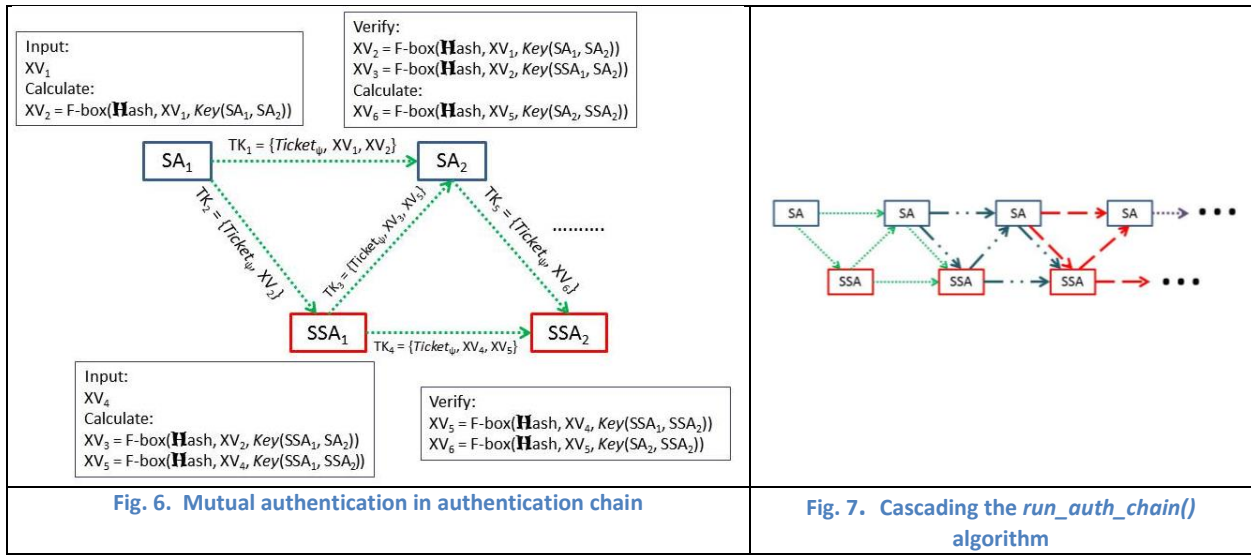 Input:
XV₁
Calculate:
XV₂ = F-box(Hash, XV₁, Key(SA₁, SA₂))
Verify:
XV₂ = F-box(Hash, XV₁, Key(SA₁, SA₂))
XV₃ = F-box(Hash, XV₂, Key(SSA₁, SA₂))
Calculate:
XV₆ = F-box(Hash, XV₅, Key(SA₂, SSA₂))
SA₁
TK₁ = {Ticketψ, XV₁, XV₂}
SA₂
TK₂ = {Ticketψ, XV₂}
TK₃ = {Ticketψ, XV₃, XV₅}
TK₅ = {Ticketψ, XV₆}
..........
SSA₁
TK₄ = {Ticketψ, XV₄, XV₅}
SSA₂
Input:
XV₄
Calculate:
XV₃ = F-box(Hash, XV₂, Key(SSA₁, SA₂))
XV₅ = F-box(Hash, XV₄, Key(SSA₁, SSA₂))
Verify:
XV₅ = F-box(Hash, XV₄, Key(SSA₁, SSA₂))
XV₆ = F-box(Hash, XV₅, Key(SA₂, SSA₂))
Fig. 6. Mutual authentication in authentication chain
SA
SA
SA
SA
SSA
SSA
SSA
Fig. 7. Cascading the run_auth_chain()
algorithm